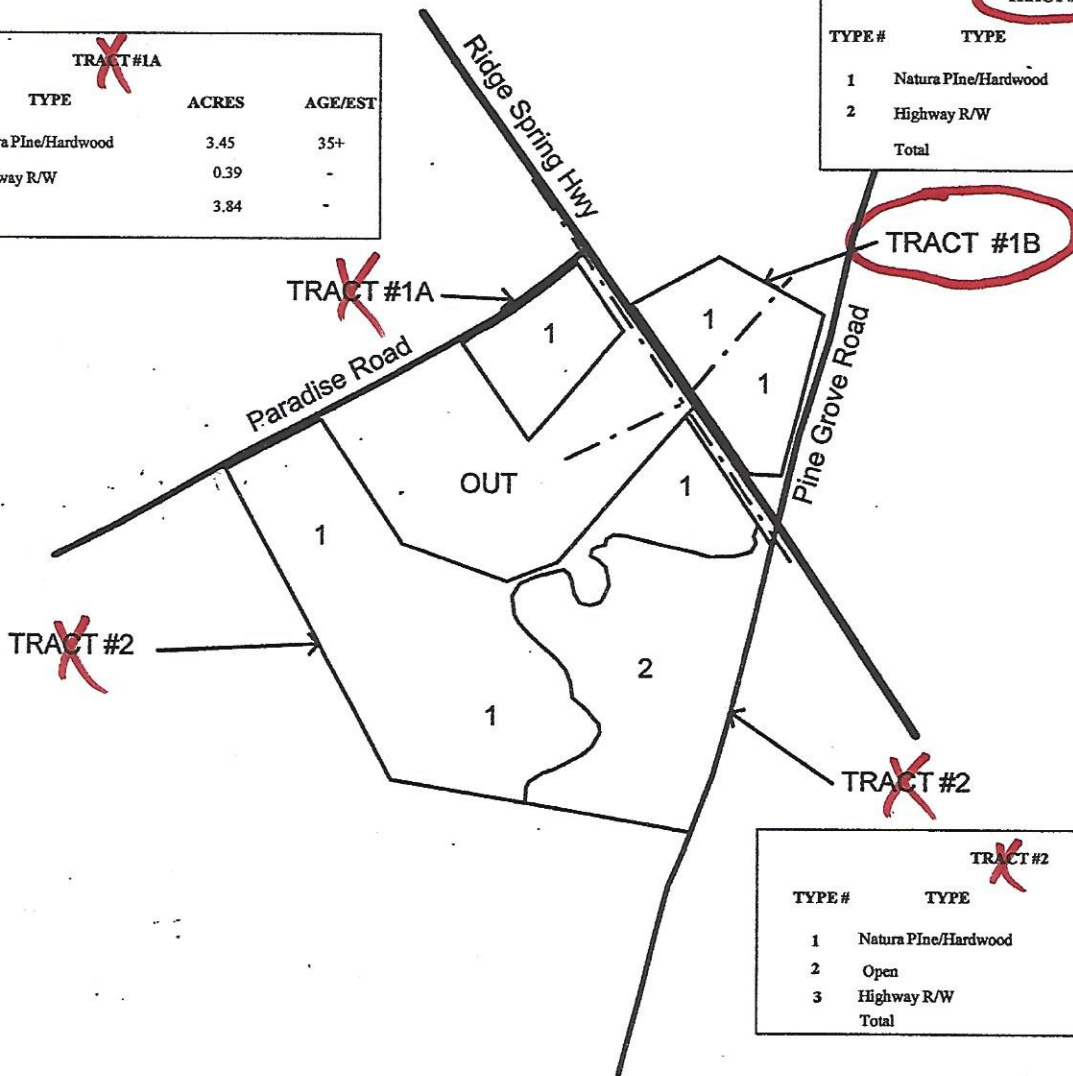 TRACT #1A
TYPE ACRES AGE/EST
Pine/Hardwood 3.45 35+
way R/W 0.39 -
3.84 -
TYPE # TYPE
1 Natura PIne/Hardwood
2 Highway R/W
Total
Ridge Spring Hwy
TRACT #1B
TRACT #1A
1
1
1
Paradise Road
Pine Grove Road
OUT
1
1
TRACT #2
2
1
TRACT #2
TRACT #2
TYPE # TYPE
1 Natura PIne/Hardwood
2 Open
3 Highway R/W
Total